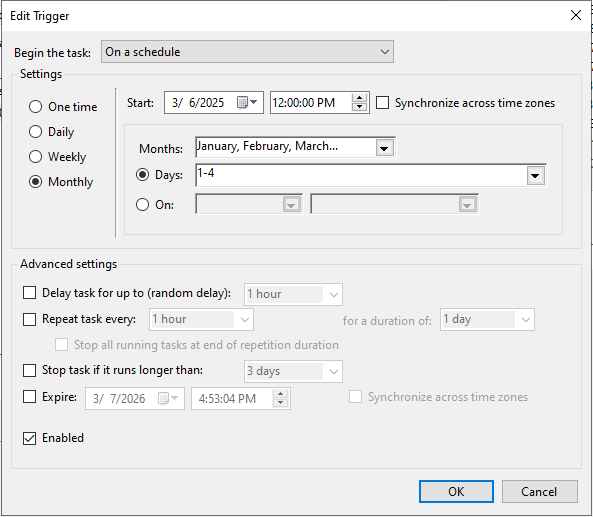 Edit Trigger
Begin the task: On a schedule
Settings
One time
Daily
Weekly
Monthly
Start: 3/ 6/2025 12:00:00 PM Synchronize across time zones
Months: January, February, March...
Days: 1-4
On:
Advanced settings
Delay task for up to (random delay): 1 hour
Repeat task every: 1 hour for a duration of: 1 day
Stop all running tasks at end of repetition duration
Stop task if it runs longer than: 3 days
Expire: 3/ 7/2026 4:53:04 PM Synchronize across time zones
Enabled
OK Cancel